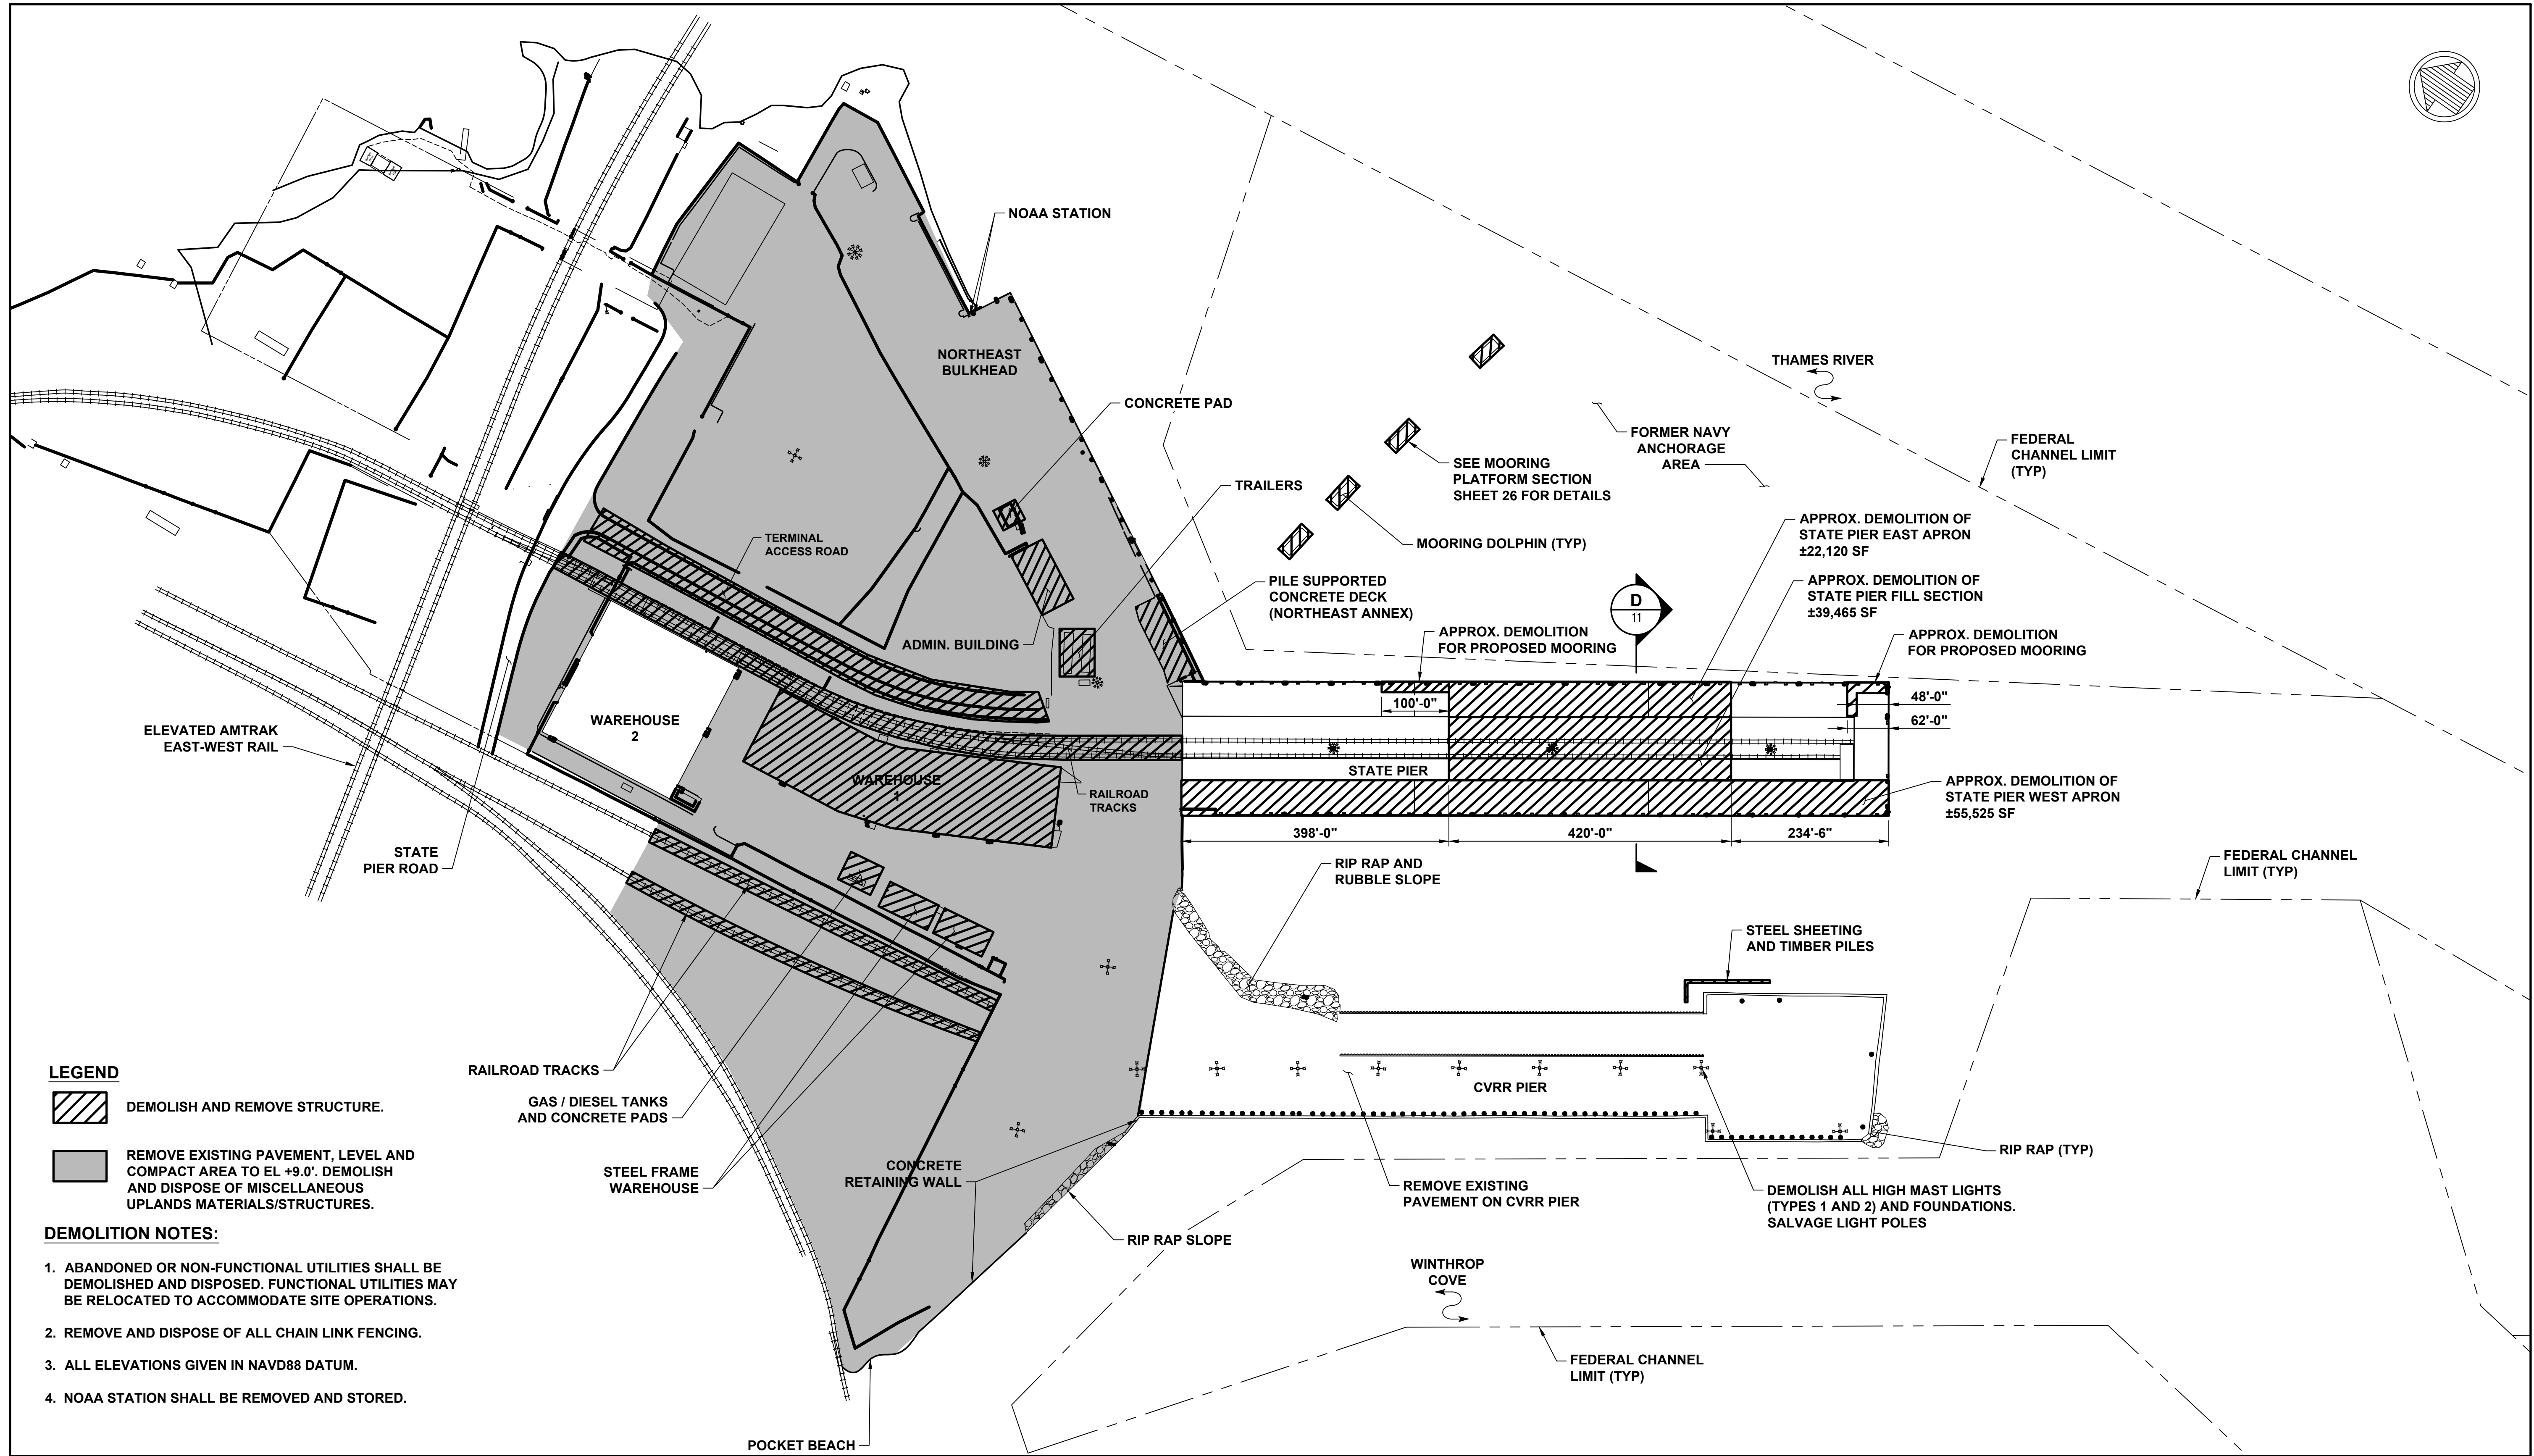 NOAA STATION
NORTHEAST
BULKHEAD
THAMES RIVER
CONCRETE PAD
FORMER NAVY
ANCHORAGE
AREA
FEDERAL
CHANNEL LIMIT
(TYP)
SEE MOORING
PLATFORM SECTION
SHEET 26 FOR DETAILS
TRAILERS
APPROX. DEMOLITION OF
STATE PIER EAST APRON
±22,120 SF
TERMINAL
ACCESS ROAD
MOORING DOLPHIN (TYP)
PILE SUPPORTED
CONCRETE DECK
(NORTHEAST ANNEX)
D
11
APPROX. DEMOLITION OF
STATE PIER FILL SECTION
±39,465 SF
ADMIN. BUILDING
APPROX. DEMOLITION
FOR PROPOSED MOORING
APPROX. DEMOLITION
FOR PROPOSED MOORING
100'-0"
48'-0"
62'-0"
ELEVATED AMTRAK
EAST-WEST RAIL
WAREHOUSE
2
WAREHOUSE
1
RAILROAD
TRACKS
STATE PIER
APPROX. DEMOLITION OF
STATE PIER WEST APRON
±55,525 SF
398'-0"
420'-0"
234'-6"
STATE
PIER ROAD
RIP RAP AND
RUBBLE SLOPE
FEDERAL CHANNEL
LIMIT (TYP)
STEEL SHEETING
AND TIMBER PILES
RAILROAD TRACKS
GAS / DIESEL TANKS
AND CONCRETE PADS
CVRR PIER
STEEL FRAME
WAREHOUSE
CONCRETE
RETAINING WALL
REMOVE EXISTING
PAVEMENT ON CVRR PIER
RIP RAP (TYP)
DEMOLISH ALL HIGH MAST LIGHTS
(TYPES 1 AND 2) AND FOUNDATIONS.
SALVAGE LIGHT POLES
RIP RAP SLOPE
WINTHROP
COVE
FEDERAL CHANNEL
LIMIT (TYP)
POCKET BEACH
LEGEND
DEMOLISH AND REMOVE STRUCTURE.
REMOVE EXISTING PAVEMENT, LEVEL AND
COMPACT AREA TO EL +9.0'. DEMOLISH
AND DISPOSE OF MISCELLANEOUS
UPLANDS MATERIALS/STRUCTURES.
DEMOLITION NOTES:
1. ABANDONED OR NON-FUNCTIONAL UTILITIES SHALL BE
DEMOLISHED AND DISPOSED. FUNCTIONAL UTILITIES MAY
BE RELOCATED TO ACCOMMODATE SITE OPERATIONS.
2. REMOVE AND DISPOSE OF ALL CHAIN LINK FENCING.
3. ALL ELEVATIONS GIVEN IN NAVD88 DATUM.
4. NOAA STATION SHALL BE REMOVED AND STORED.